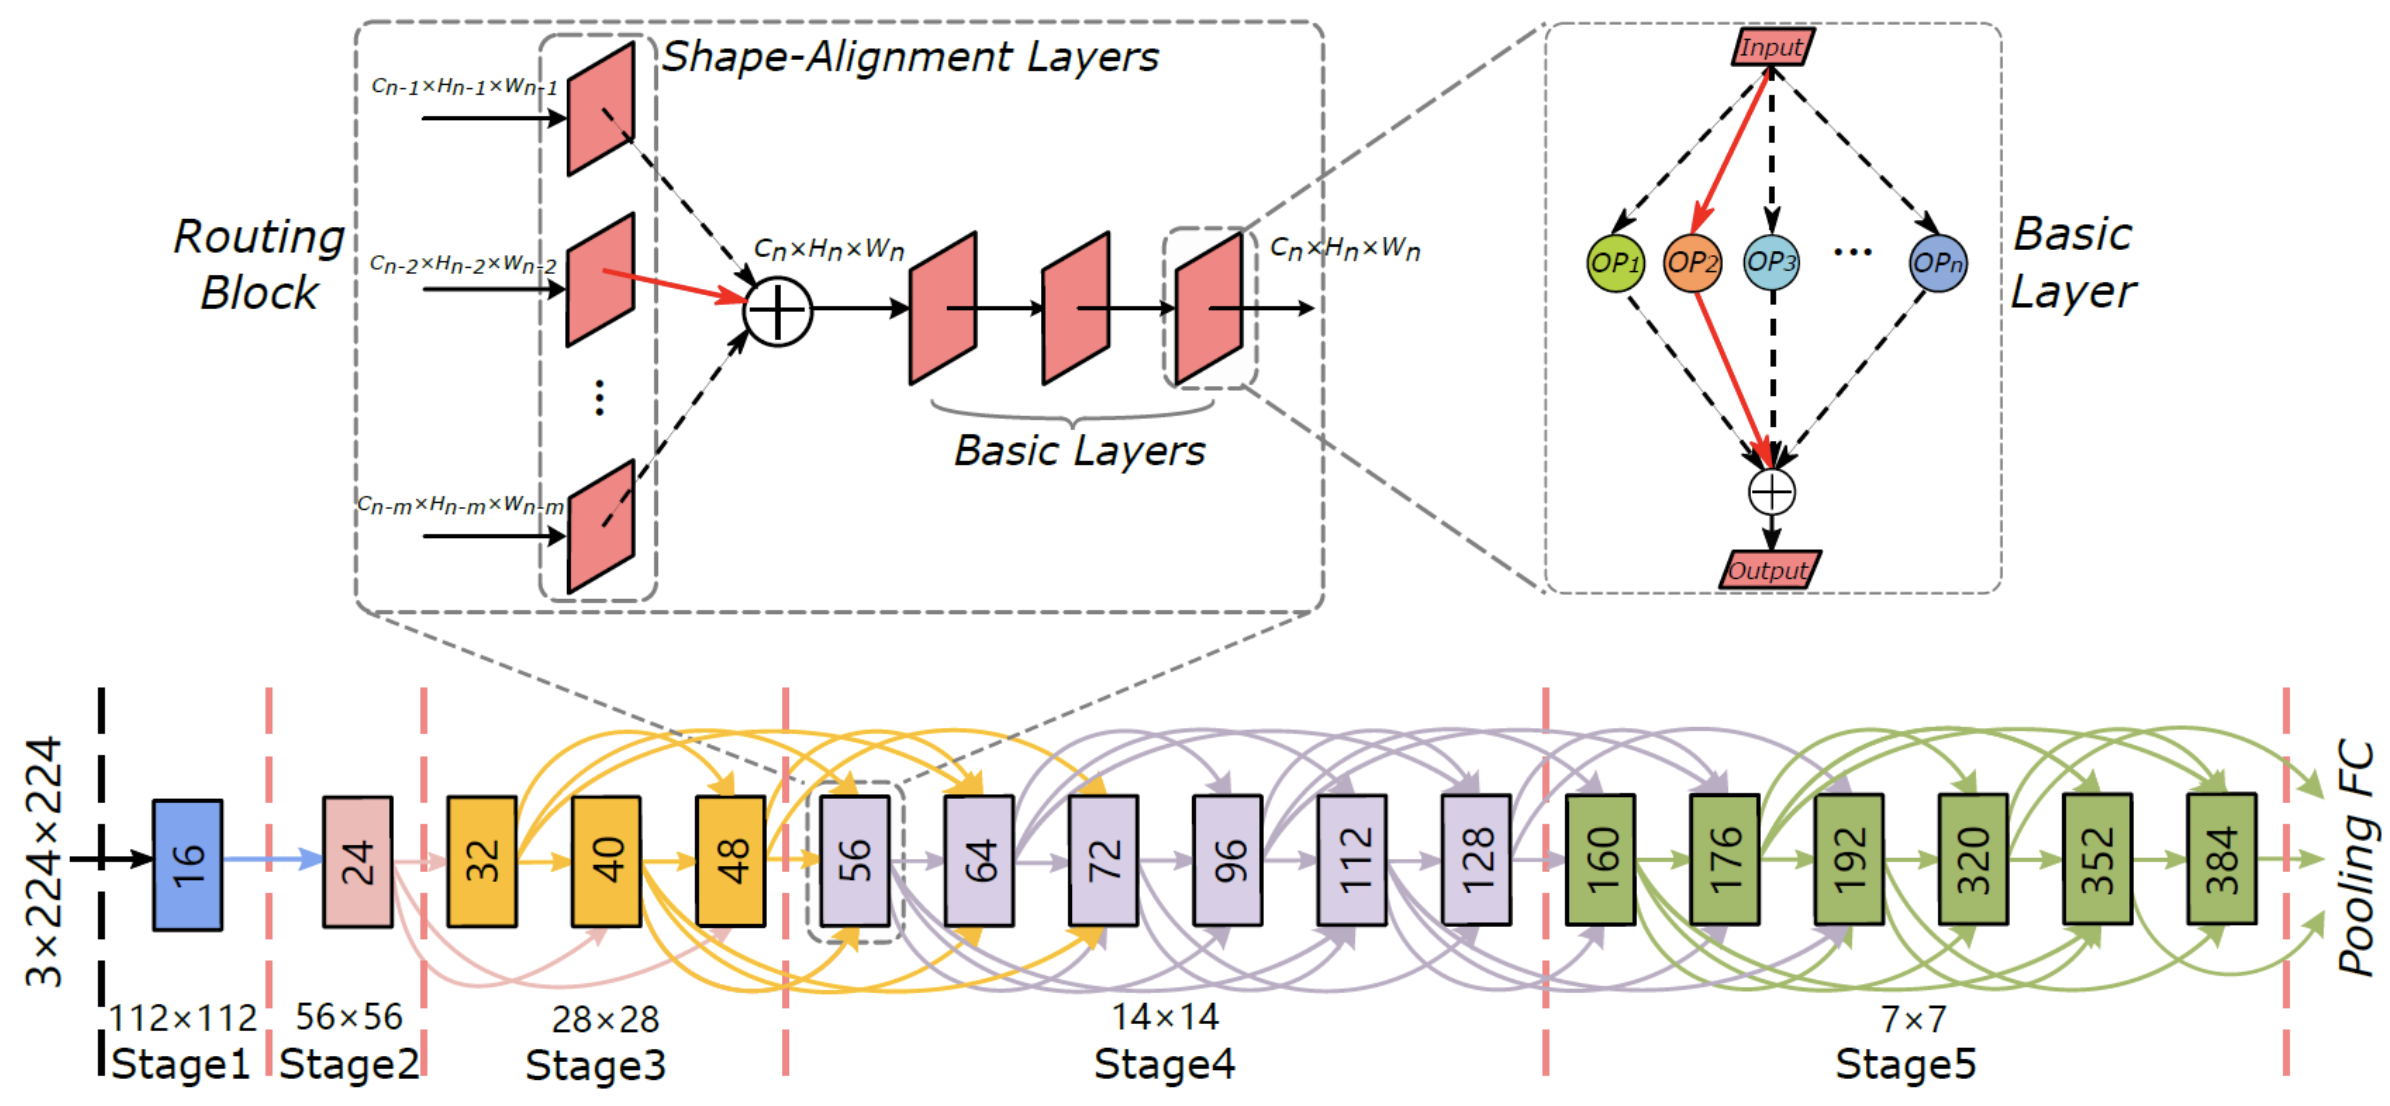 Shape-Alignment Layers
Cn-1×Hn-1×Wn-1
Cn-2×Hn-2×Wn-2
Cn-m×Hn-m×Wn-m
Routing
Block
Cn×Hn×Wn
Cn×Hn×Wn
Basic Layers
Input
OP1
OP2
OP3
...
OPn
Output
Basic
Layer
3×224×224
16
24
32
40
48
56
64
72
96
112
128
160
176
192
320
352
384
Pooling FC
112×112
56×56
28×28
14×14
7×7
Stage1
Stage2
Stage3
Stage4
Stage5